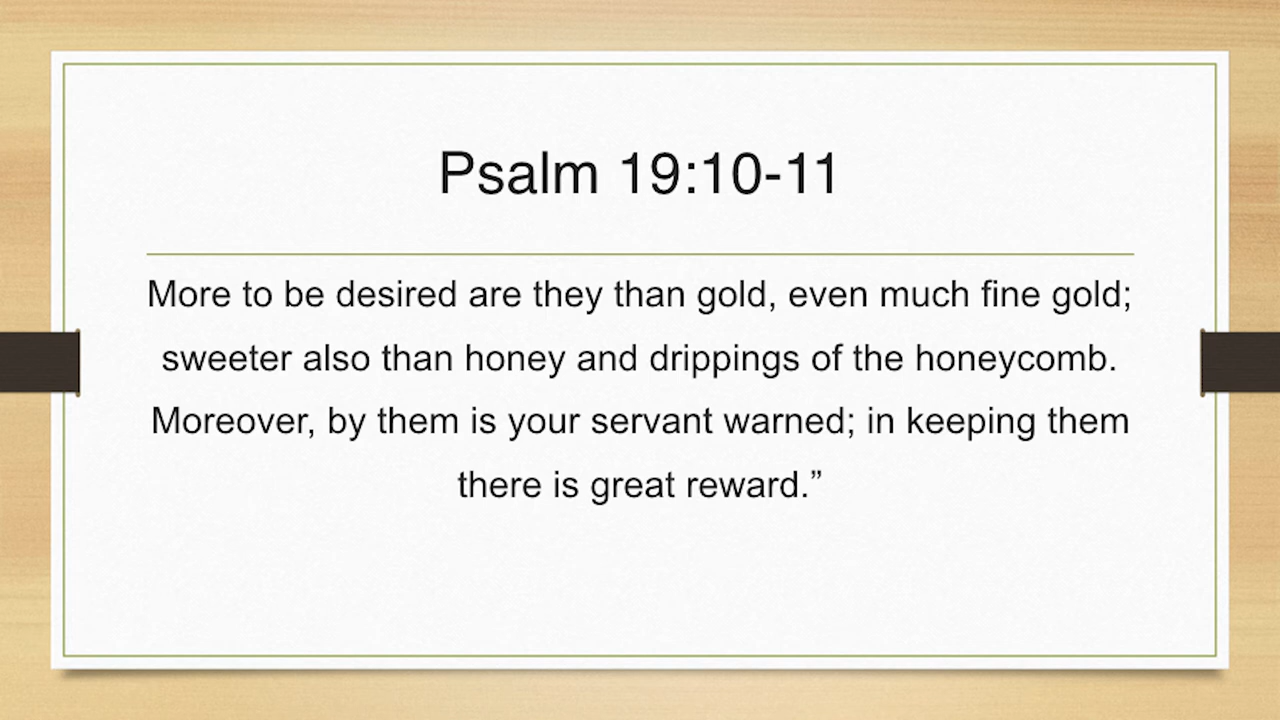 Psalm 19:10-11
More to be desired are they than gold, even much fine gold;
sweeter also than honey and drippings of the honeycomb.
Moreover, by them is your servant warned; in keeping them
there is great reward.”